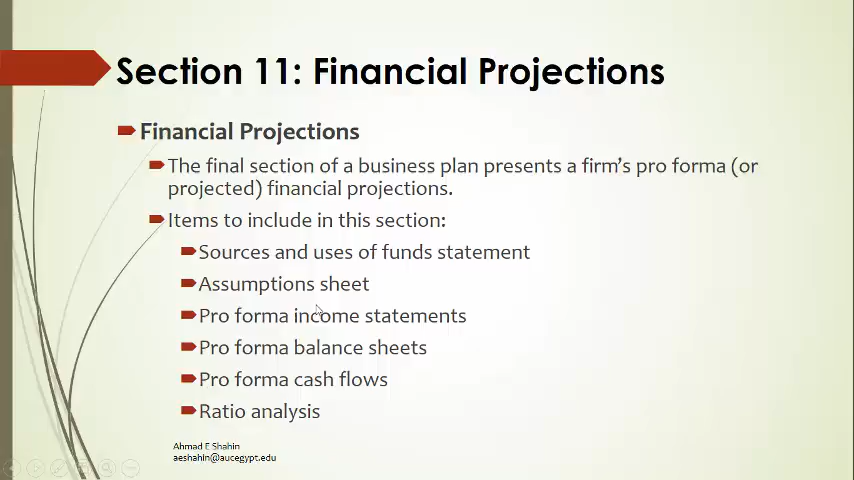 Section 11: Financial Projections
Financial Projections
The final section of a business plan presents a firm's pro forma (or
projected) financial projections.
Items to include in this section:
Sources and uses of funds statement
Assumptions sheet
Pro forma income statements
Pro forma balance sheets
Pro forma cash flows
Ratio analysis
Ahmad E Shahin
aeshahin@aucegypt.edu